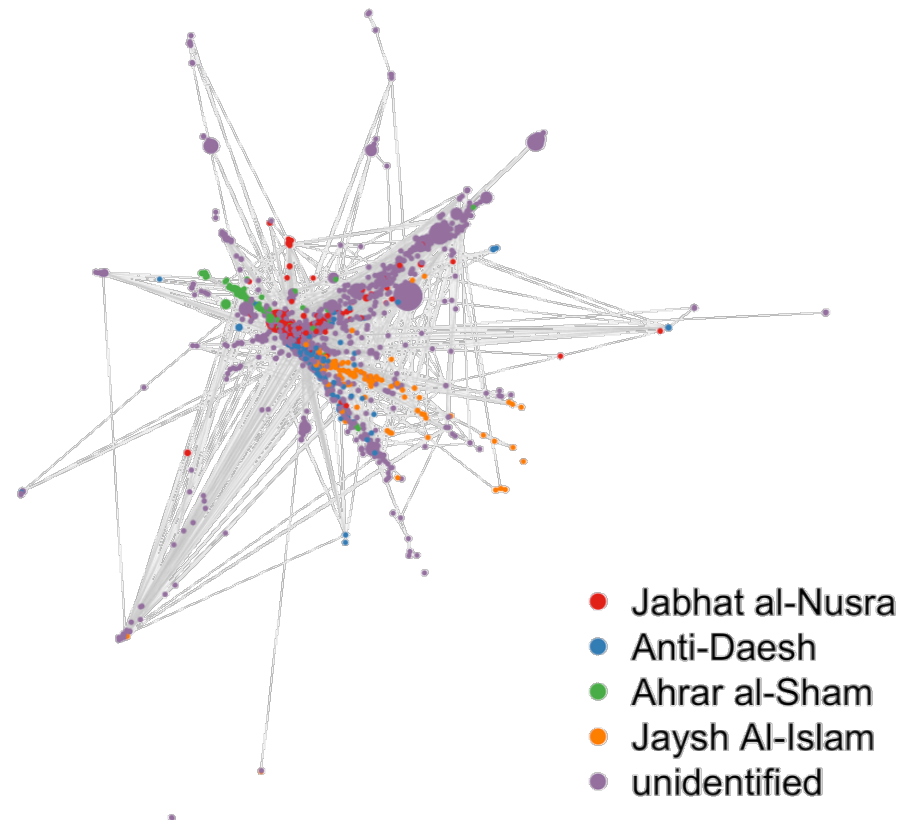 Jabhat al-Nusra
Anti-Daesh
Ahrar al-Sham
Jaysh Al-Islam
unidentified